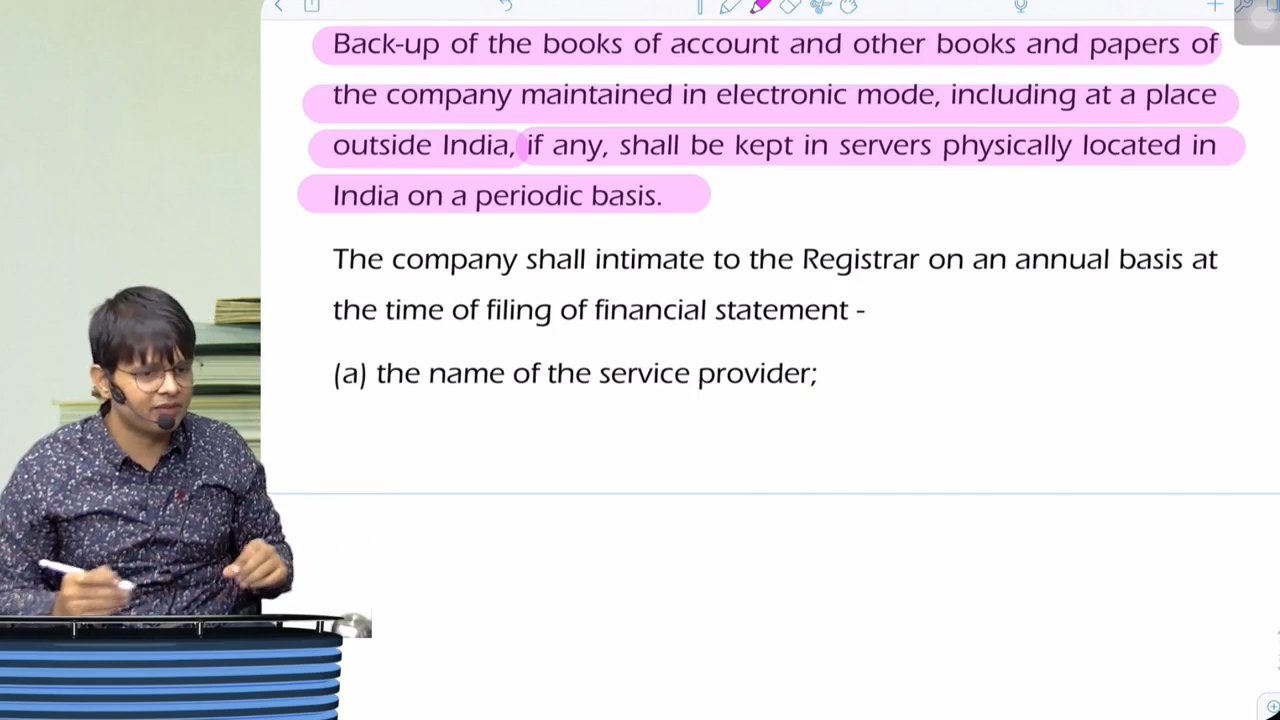 Back-up of the books of account and other books and papers of
the company maintained in electronic mode, including at a place
outside India, if any, shall be kept in servers physically located in
India on a periodic basis.
The company shall intimate to the Registrar on an annual basis at
the time of filing of financial statement -
(a) the name of the service provider;